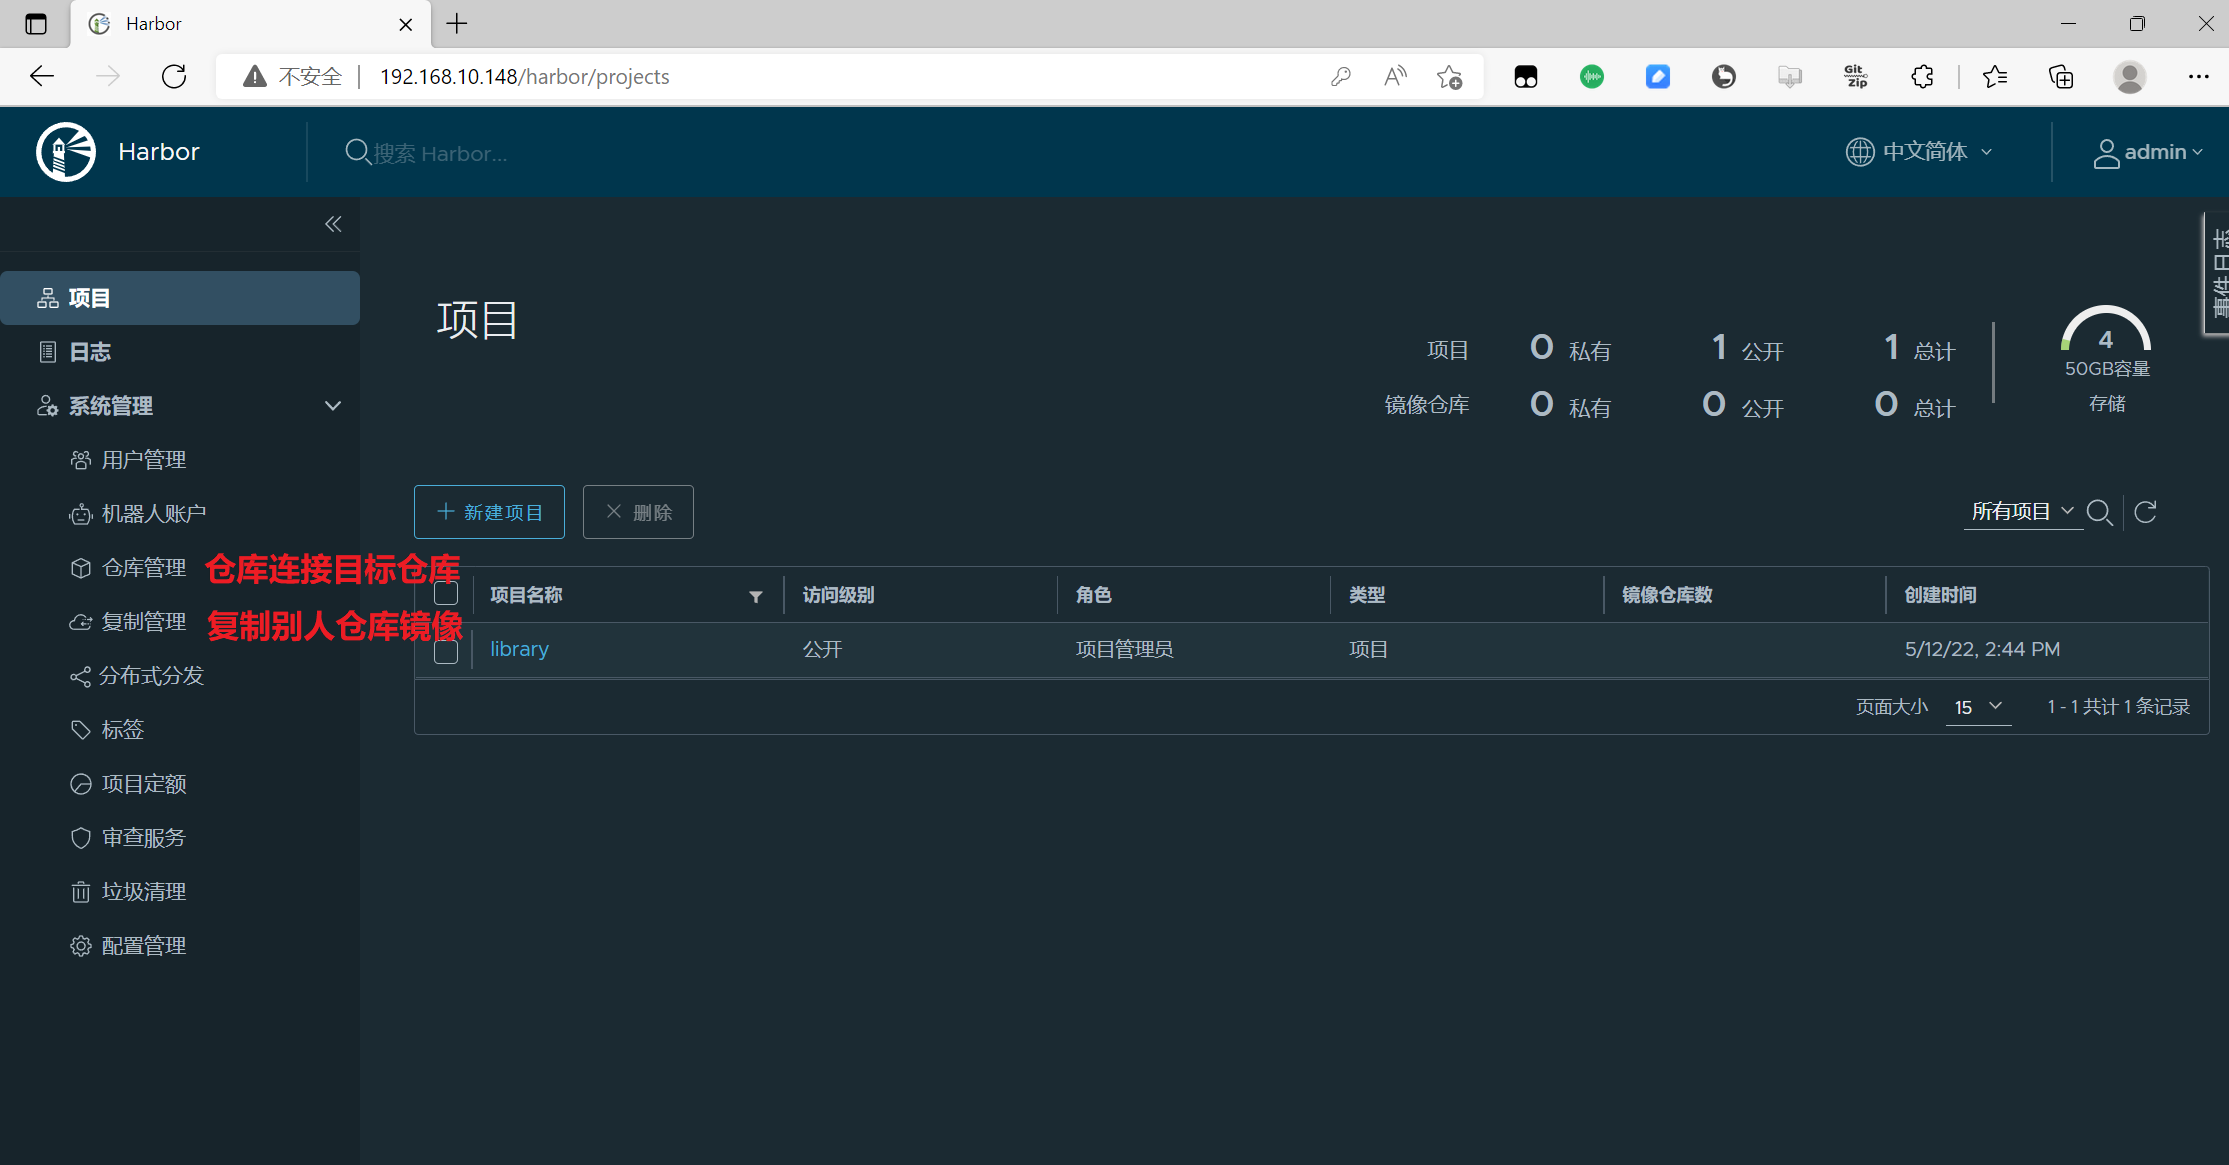 Harbor
不安全
192.168.10.148/harbor/projects
Git Zip
Harbor
搜索 Harbor...
中文简体
admin
事件日志
项目
日志
系统管理
用户管理
机器人账户
仓库管理
仓库连接目标仓库
复制管理
复制别人仓库镜像
分布式分发
标签
项目定额
审查服务
垃圾清理
配置管理
项目
项目 0 私有 1 公开 1 总计
镜像仓库 0 私有 0 公开 0 总计
4
50GB容量
存储
新建项目
删除
所有项目
项目名称 访问级别 角色 类型 镜像仓库数 创建时间
library 公开 项目管理员 项目 5/12/22, 2:44 PM
页面大小 15 1 - 1 共计 1 条记录